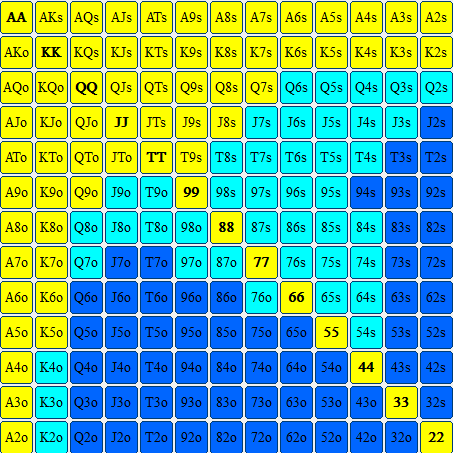 AA AKs AQs AJs ATs A9s A8s A7s A6s A5s A4s A3s A2s
AKo KK KQs KJs KTs K9s K8s K7s K6s K5s K4s K3s K2s
AQo KQo QQ QJs QTs Q9s Q8s Q7s Q6s Q5s Q4s Q3s Q2s
AJo KJo QJo JJ JTs J9s J8s J7s J6s J5s J4s J3s J2s
ATo KTo QTo JTo TT T9s T8s T7s T6s T5s T4s T3s T2s
A9o K9o Q9o J9o T9o 99 98s 97s 96s 95s 94s 93s 92s
A8o K8o Q8o J8o T8o 98o 88 87s 86s 85s 84s 83s 82s
A7o K7o Q7o J7o T7o 97o 87o 77 76s 75s 74s 73s 72s
A6o K6o Q6o J6o T6o 96o 86o 76o 66 65s 64s 63s 62s
A5o K5o Q5o J5o T5o 95o 85o 75o 65o 55 54s 53s 52s
A4o K4o Q4o J4o T4o 94o 84o 74o 64o 54o 44 43s 42s
A3o K3o Q3o J3o T3o 93o 83o 73o 63o 53o 43o 33 32s
A2o K2o Q2o J2o T2o 92o 82o 72o 62o 52o 42o 32o 22